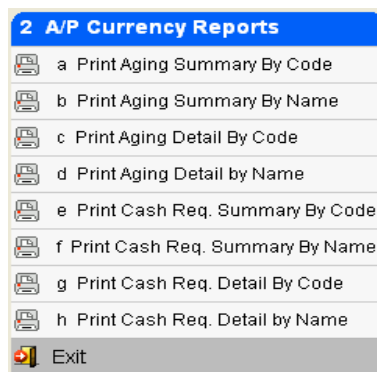 2 A/P Currency Reports
a Print Aging Summary By Code
b Print Aging Summary By Name
c Print Aging Detail By Code
d Print Aging Detail by Name
e Print Cash Req. Summary By Code
f Print Cash Req. Summary By Name
g Print Cash Req. Detail By Code
h Print Cash Req. Detail by Name
Exit